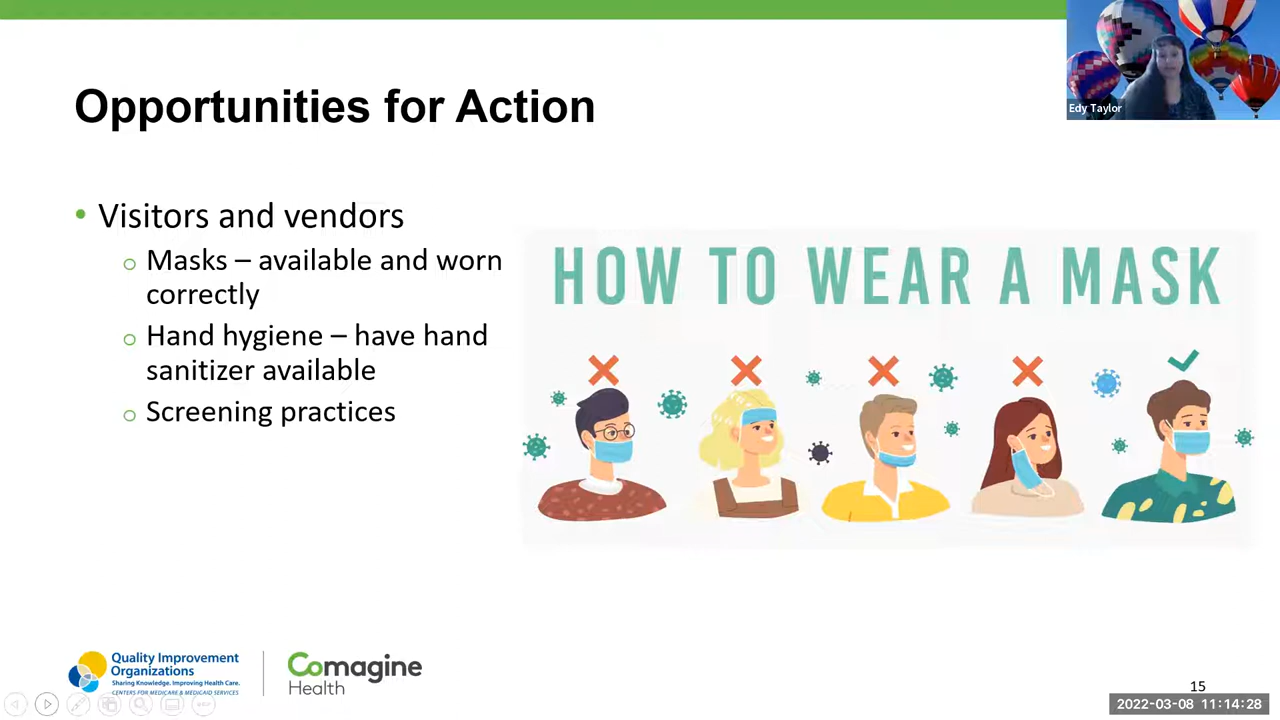 Edy Taylor
Opportunities for Action
• Visitors and vendors
o Masks – available and worn
correctly
o Hand hygiene – have hand
sanitizer available
o Screening practices
HOW TO WEAR A MASK
Quality Improvement
Organizations
Sharing Knowledge. Improving Health Care.
CENTERS FOR MEDICARE & MEDICAID SERVICES
Comagine
Health
15
2022-03-08 11:14:28